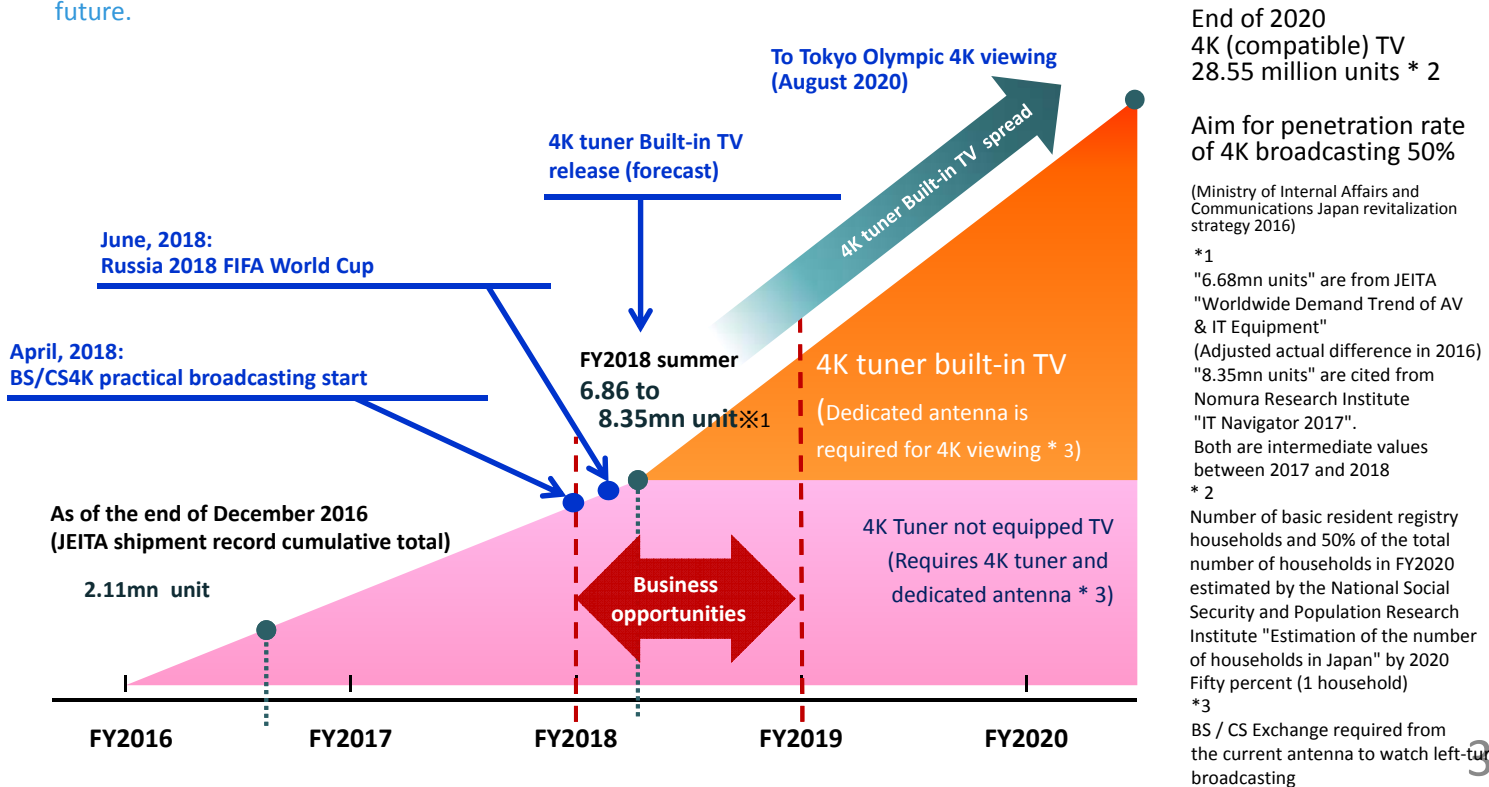 future.
To Tokyo Olympic 4K viewing
(August 2020)
4K tuner Built-in TV
release (forecast)
4K tuner Built-in TV spread
June, 2018:
Russia 2018 FIFA World Cup
April, 2018:
BS/CS4K practical broadcasting start
FY2018 summer
6.86 to
8.35mn unit※1
4K tuner built-in TV
(Dedicated antenna is
required for 4K viewing * 3)
As of the end of December 2016
(JEITA shipment record cumulative total)
2.11mn unit
4K Tuner not equipped TV
(Requires 4K tuner and
dedicated antenna * 3)
Business
opportunities
FY2016
FY2017
FY2018
FY2019
FY2020
End of 2020
4K (compatible) TV
28.55 million units * 2
Aim for penetration rate
of 4K broadcasting 50%
(Ministry of Internal Affairs and
Communications Japan revitalization
strategy 2016)
*1
"6.68mn units" are from JEITA
"Worldwide Demand Trend of AV
& IT Equipment"
(Adjusted actual difference in 2016)
"8.35mn units" are cited from
Nomura Research Institute
"IT Navigator 2017".
Both are intermediate values
between 2017 and 2018
* 2
Number of basic resident registry
households and 50% of the total
number of households in FY2020
estimated by the National Social
Security and Population Research
Institute "Estimation of the number
of households in Japan" by 2020
Fifty percent (1 household)
*3
BS / CS Exchange required from
the current antenna to watch left-tur
broadcasting
3